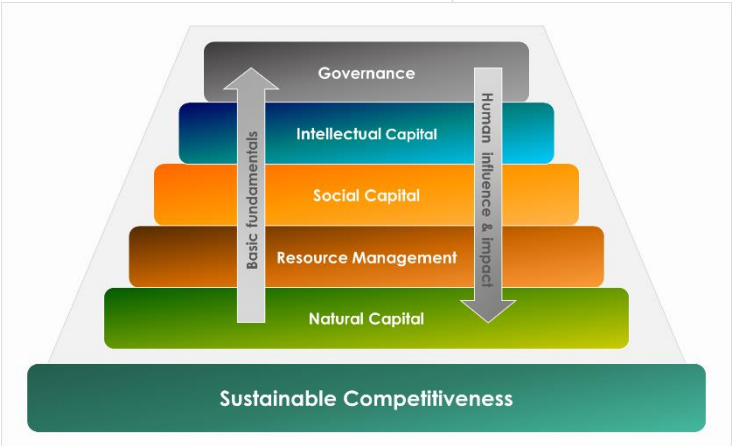 Governance
Intellectual Capital
Social Capital
Resource Management
Natural Capital
Basic fundamentals
Human influence & impact
Sustainable Competitiveness